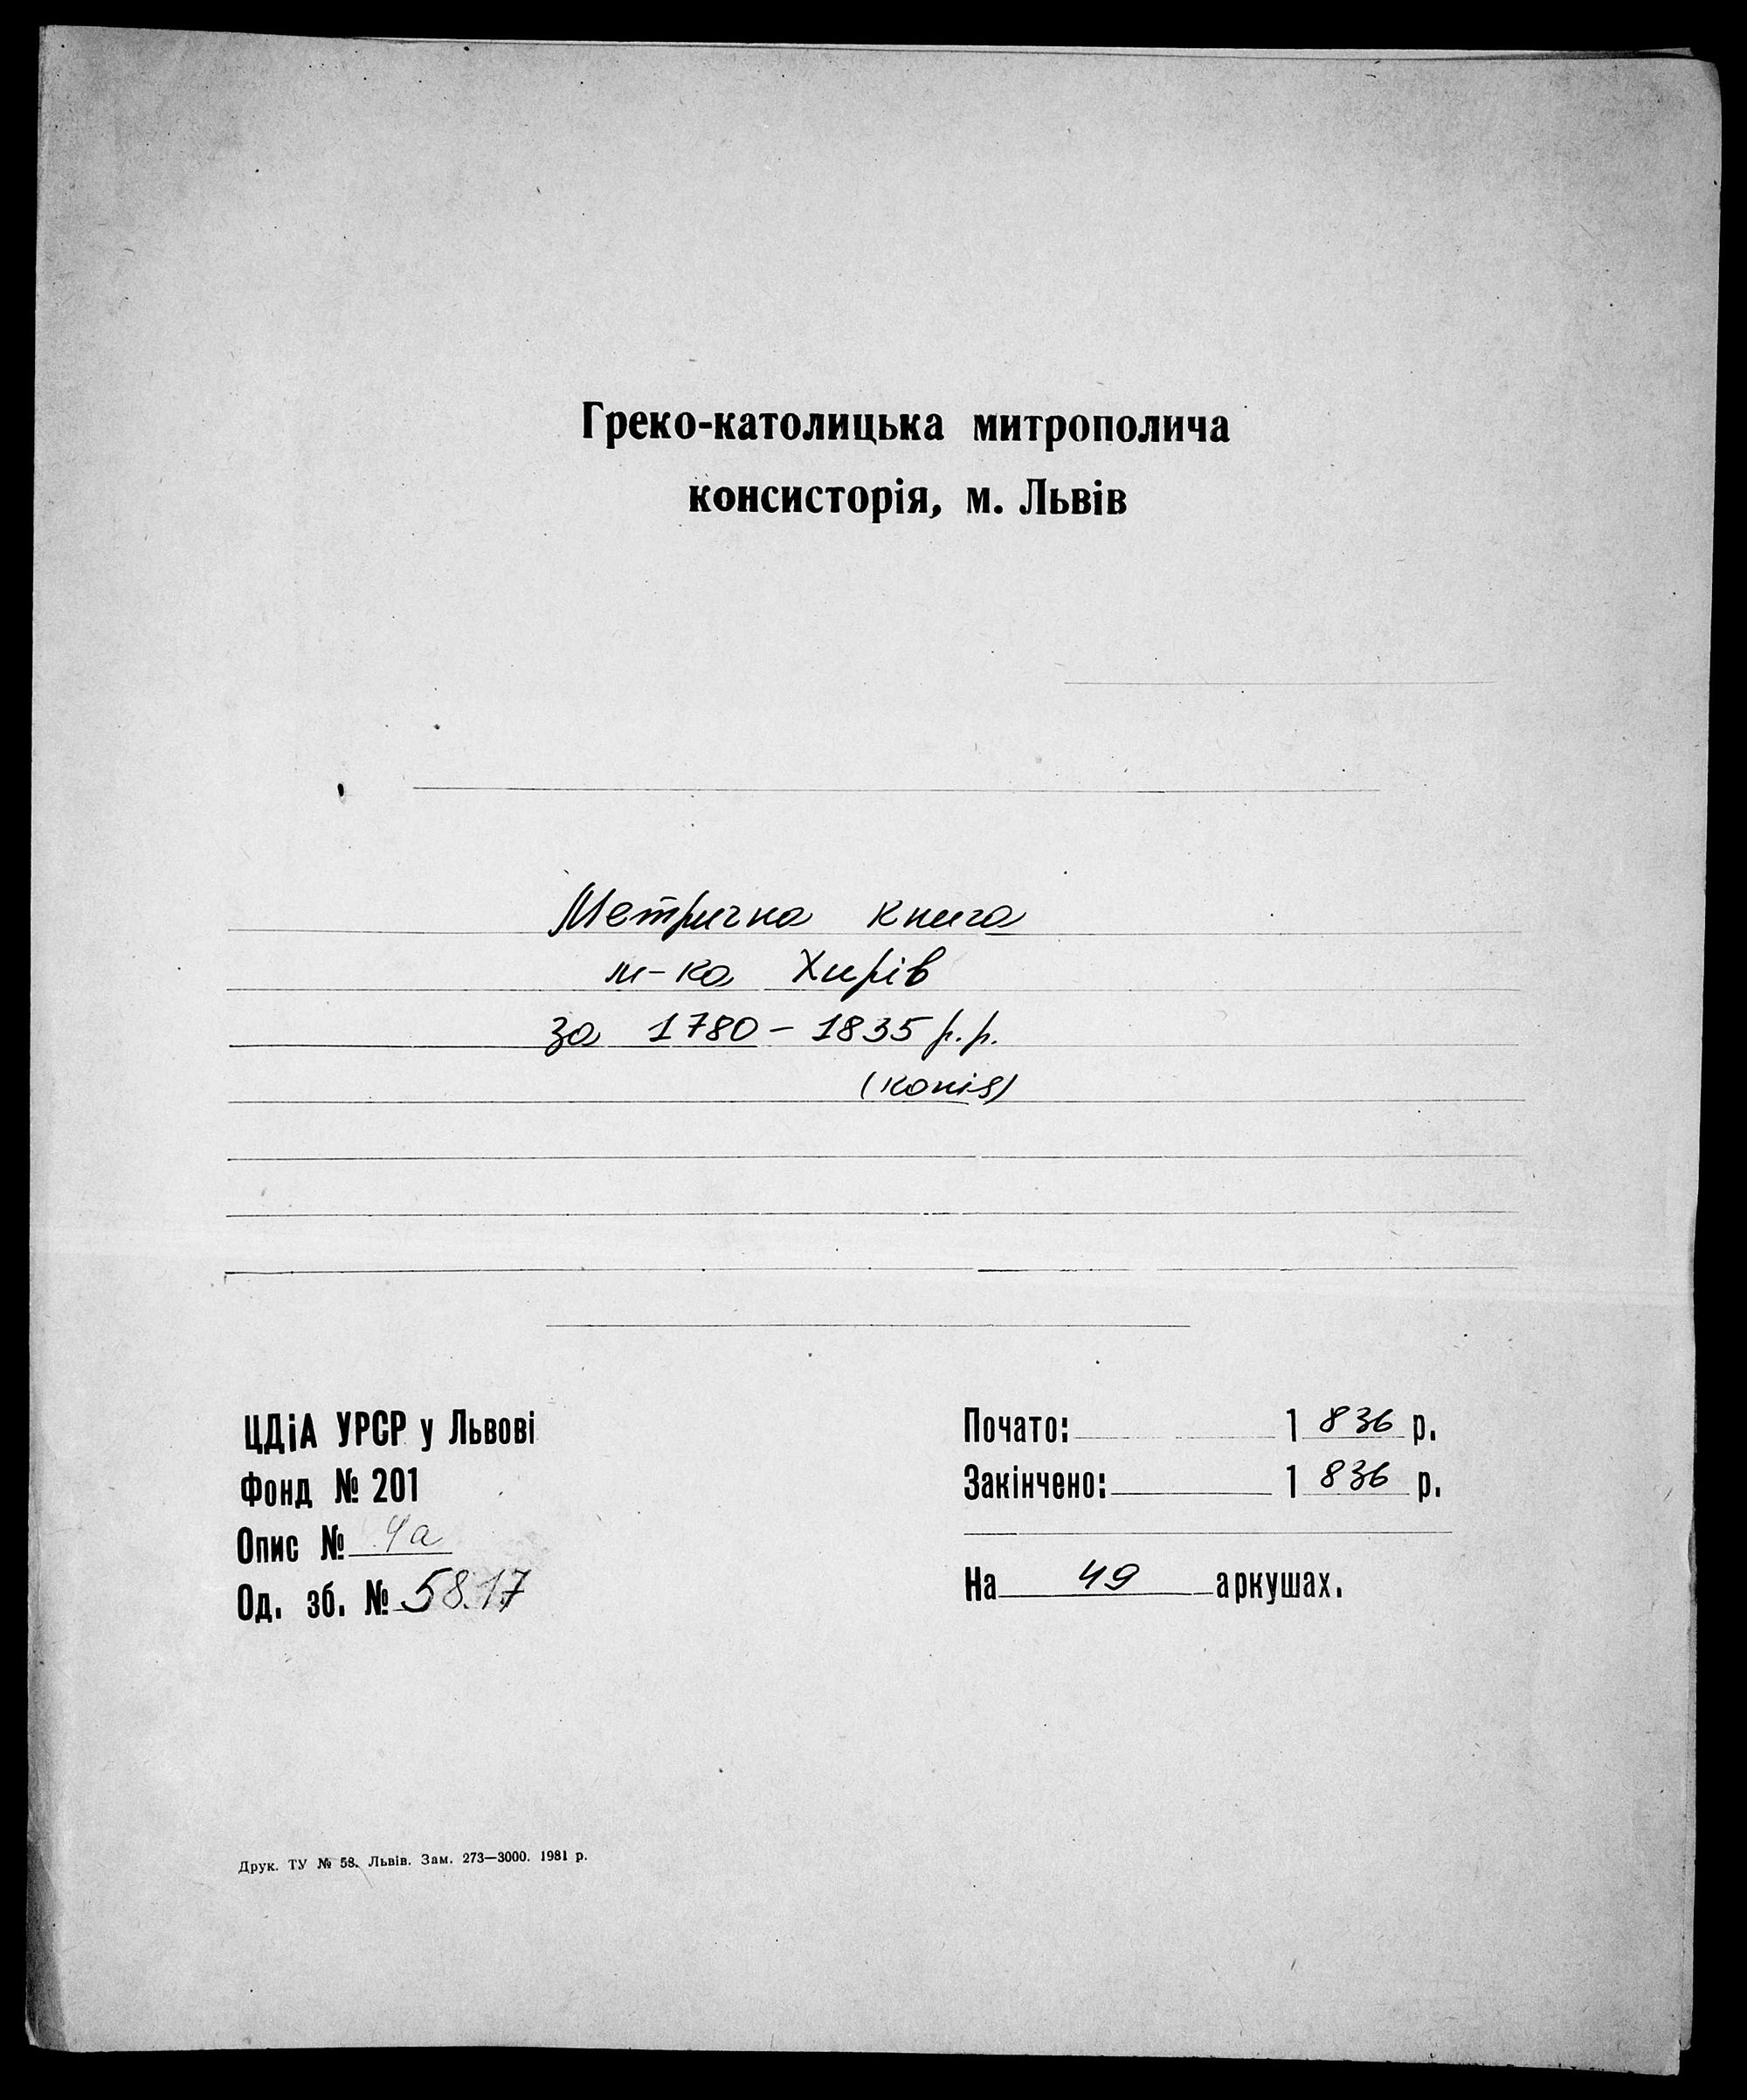 Греко-католицька митрополича
консисторія, м. Львів
Метрична книга
м-ка Хирів
за 1780 - 1835 р.р.
(копія)
ЦДіА УРСР у Львові
Фонд № 201
Опис № 4а
Од. зб. № 5817
Почато: 1836 р.
Закінчено: 1836 р.
На 49 аркушах.
Друк. ТУ № 58. Львів. Зам. 273—3000. 1981 р.